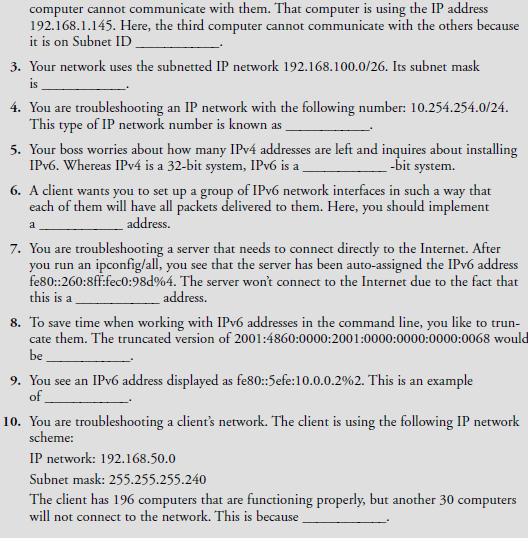 computer cannot communicate with them. That computer is using the IP address
192.168.1.145. Here, the third computer cannot communicate with the others because
it is on Subnet ID ____________.
3. Your network uses the subnetted IP network 192.168.100.0/26. Its subnet mask
is ____________.
4. You are troubleshooting an IP network with the following number: 10.254.254.0/24.
This type of IP network number is known as ____________.
5. Your boss worries about how many IPv4 addresses are left and inquires about installing
IPv6. Whereas IPv4 is a 32-bit system, IPv6 is a ____________ -bit system.
6. A client wants you to set up a group of IPv6 network interfaces in such a way that
each of them will have all packets delivered to them. Here, you should implement
a ____________ address.
7. You are troubleshooting a server that needs to connect directly to the Internet. After
you run an ipconfig/all, you see that the server has been auto-assigned the IPv6 address
fe80::260:8ff:fec0:98d%4. The server won't connect to the Internet due to the fact that
this is a ____________ address.
8. To save time when working with IPv6 addresses in the command line, you like to trun-
cate them. The truncated version of 2001:4860:0000:2001:0000:0000:0000:0068 would
be ____________.
9. You see an IPv6 address displayed as fe80::5efe:10.0.0.2%2. This is an example
of ____________.
10. You are troubleshooting a client's network. The client is using the following IP network
scheme:
IP network: 192.168.50.0
Subnet mask: 255.255.255.240
The client has 196 computers that are functioning properly, but another 30 computers
will not connect to the network. This is because ____________.